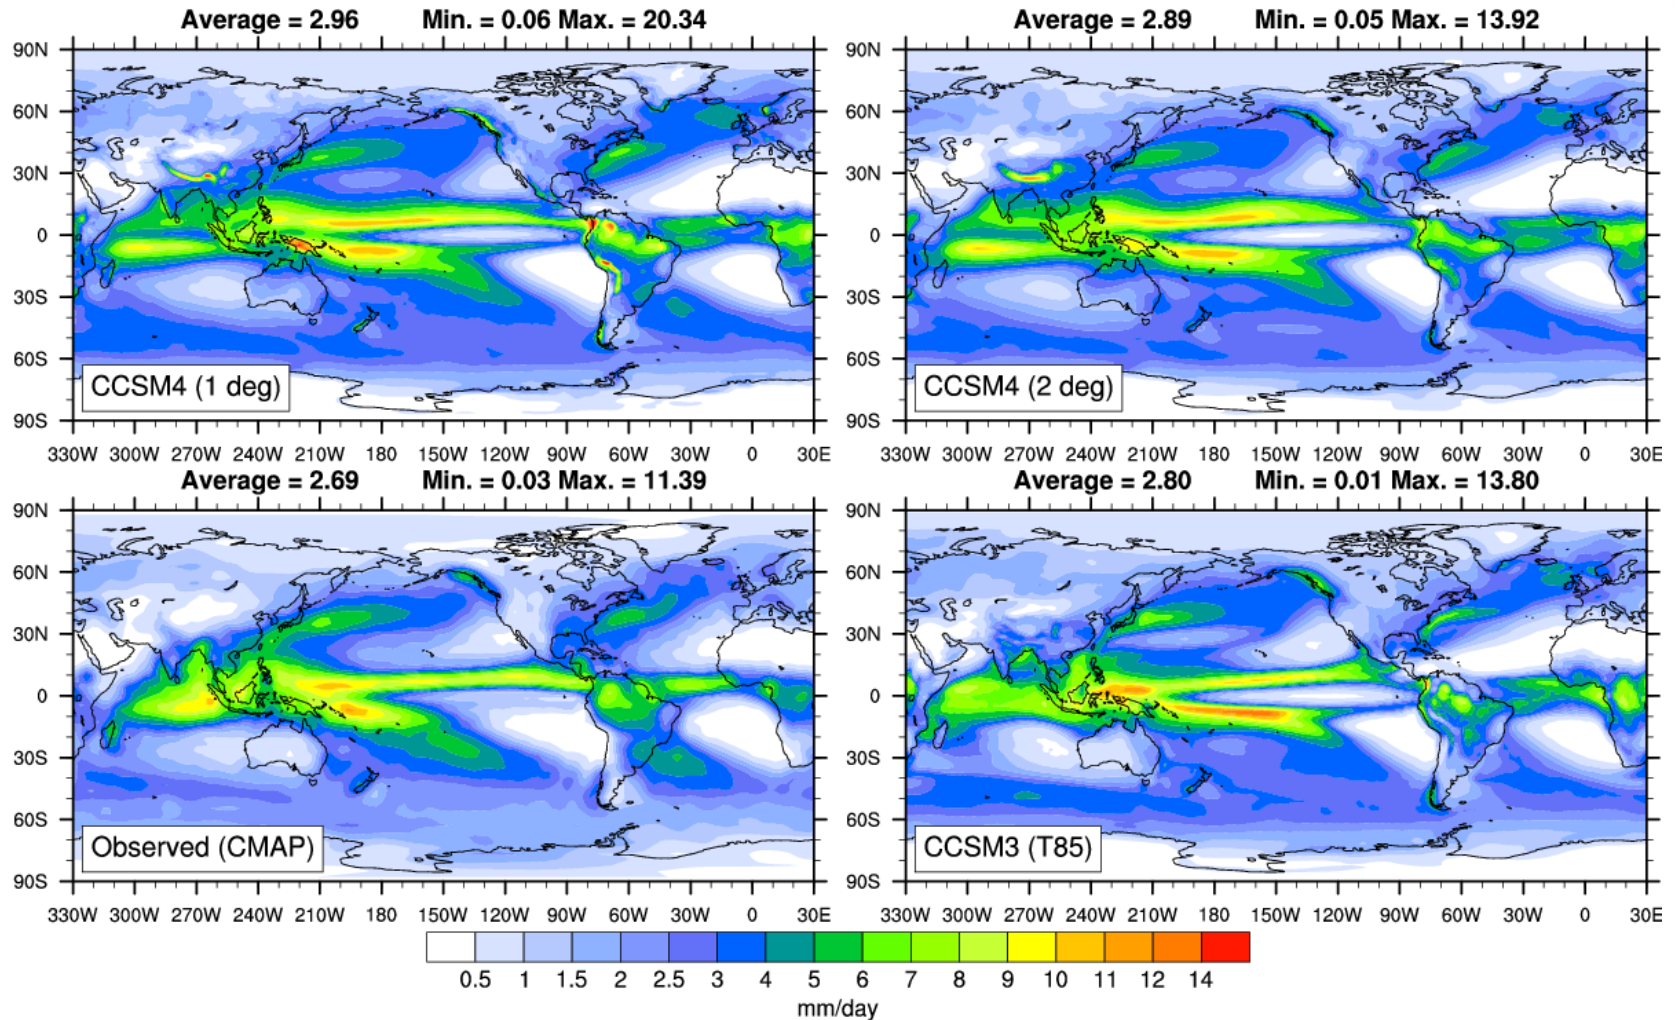 Average = 2.96 Min. = 0.06 Max. = 20.34
90N
60N
30N
0
30S
60S
90S
CCSM4 (1 deg)
330W 300W 270W 240W 210W 180 150W 120W 90W 60W 30W 0 30E
Average = 2.89 Min. = 0.05 Max. = 13.92
90N
60N
30N
0
30S
60S
90S
CCSM4 (2 deg)
330W 300W 270W 240W 210W 180 150W 120W 90W 60W 30W 0 30E
Average = 2.69 Min. = 0.03 Max. = 11.39
90N
60N
30N
0
30S
60S
90S
Observed (CMAP)
330W 300W 270W 240W 210W 180 150W 120W 90W 60W 30W 0 30E
Average = 2.80 Min. = 0.01 Max. = 13.80
90N
60N
30N
0
30S
60S
90S
CCSM3 (T85)
330W 300W 270W 240W 210W 180 150W 120W 90W 60W 30W 0 30E
0.5 1 1.5 2 2.5 3 4 5 6 7 8 9 10 11 12 14
mm/day